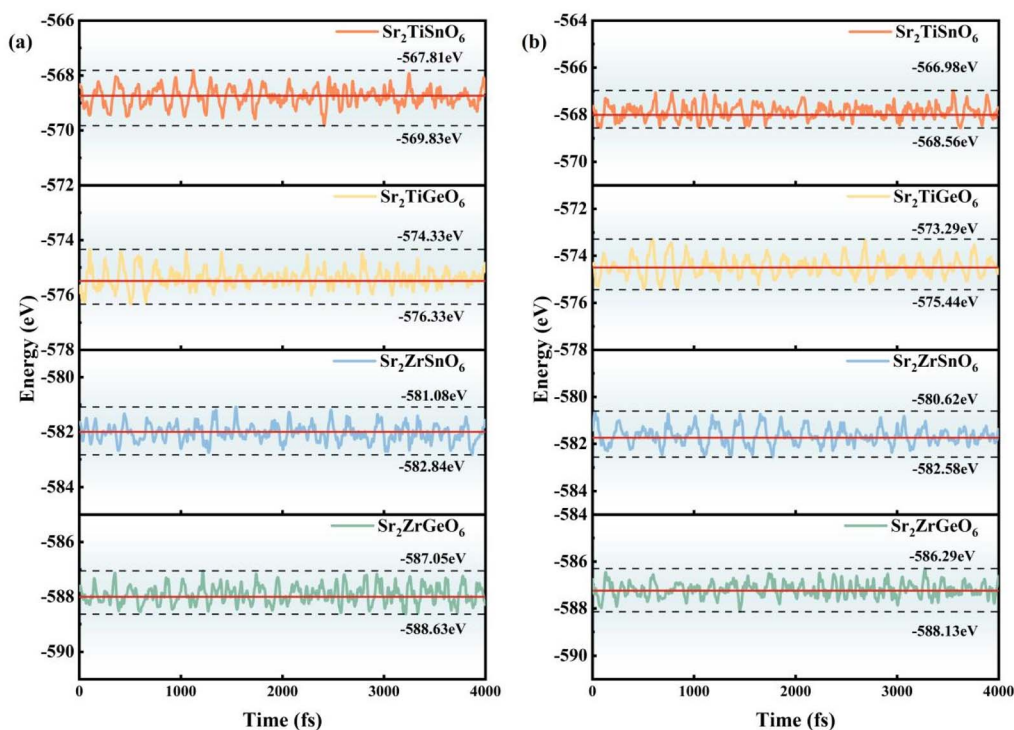 (a)
Energy (eV)
-566
-568
-570
-572
Sr₂TiSnO₆
-567.81eV
-569.83eV
-574
-576
-578
Sr₂TiGeO₆
-574.33eV
-576.33eV
-580
-582
-584
Sr₂ZrSnO₆
-581.08eV
-582.84eV
-586
-588
-590
Sr₂ZrGeO₆
-587.05eV
-588.63eV
0 1000 2000 3000 4000
Time (fs)
(b)
Energy (eV)
-564
-566
-568
-570
Sr₂TiSnO₆
-566.98eV
-568.56eV
-572
-574
-576
-578
Sr₂TiGeO₆
-573.29eV
-575.44eV
-580
-582
-584
Sr₂ZrSnO₆
-580.62eV
-582.58eV
-584
-586
-588
-590
Sr₂ZrGeO₆
-586.29eV
-588.13eV
0 1000 2000 3000 4000
Time (fs)